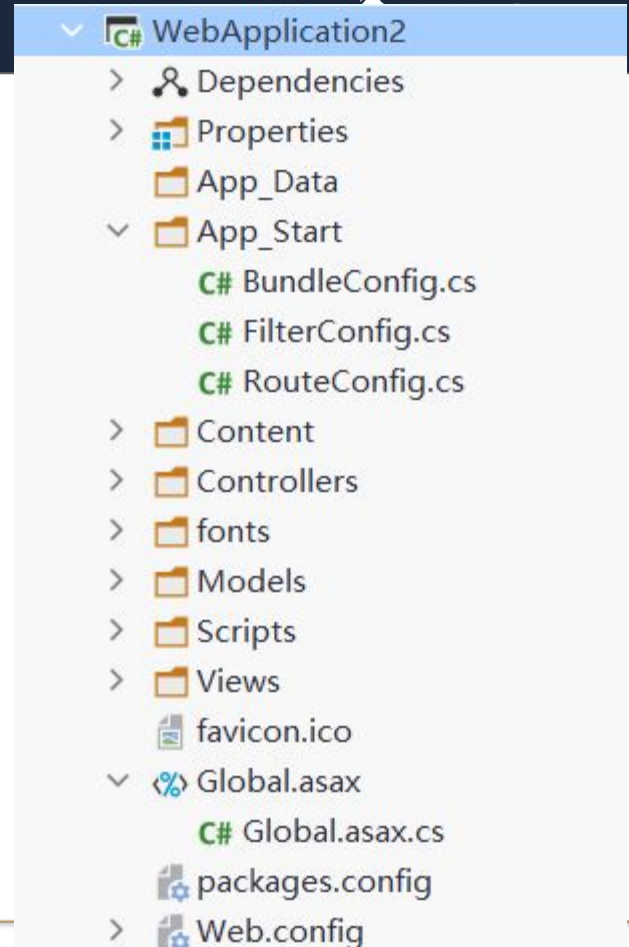 C# WebApplication2
Dependencies
Properties
App_Data
App_Start
C# BundleConfig.cs
C# FilterConfig.cs
C# RouteConfig.cs
Content
Controllers
fonts
Models
Scripts
Views
favicon.ico
<%> Global.asax
C# Global.asax.cs
packages.config
Web.config